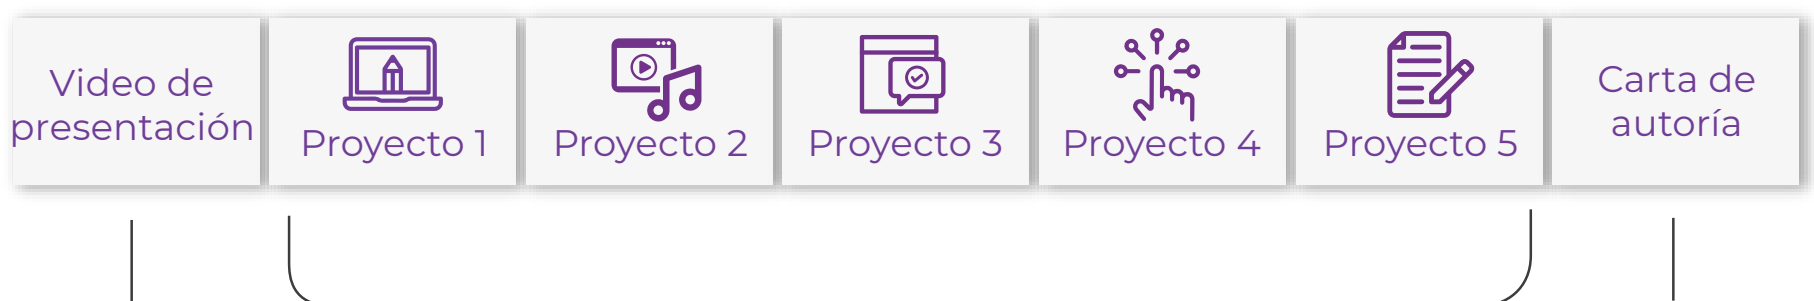 Video de
presentación
Proyecto 1
Proyecto 2
Proyecto 3
Proyecto 4
Proyecto 5
Carta de
autoría